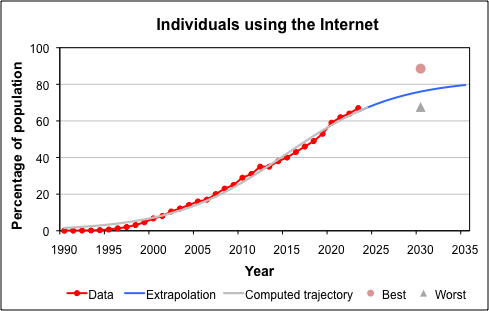 Individuals using the Internet
Percentage of population
100
80
60
40
20
0
1990 1995 2000 2005 2010 2015 2020 2025 2030 2035
Year
Data Extrapolation Computed trajectory Best Worst